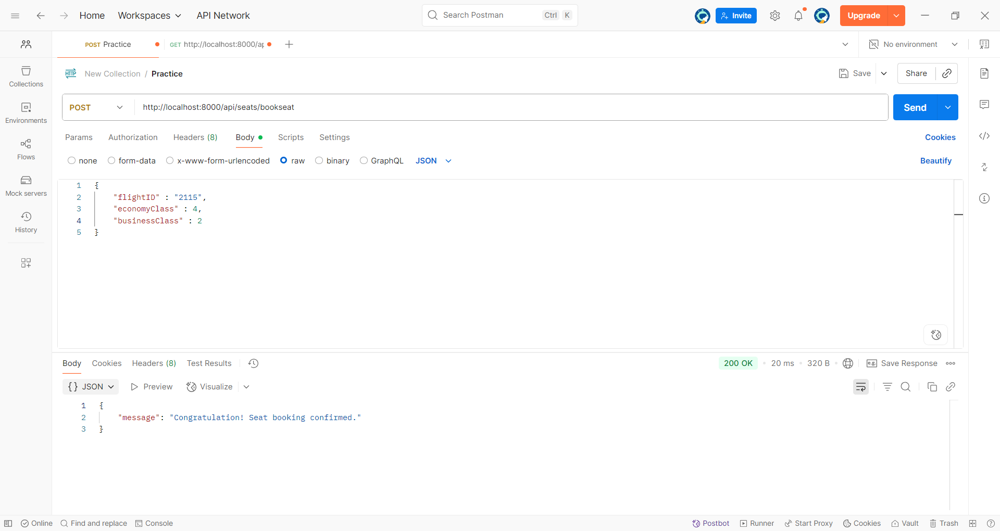 Home Workspaces API Network Search Postman Ctrl K Invite Upgrade
POST Practice GET http://localhost:8000/ap No environment
HTTP New Collection / Practice Save Share
POST http://localhost:8000/api/seats/bookseat Send
Params Authorization Headers (8) Body Scripts Settings Cookies
none form-data x-www-form-urlencoded raw binary GraphQL JSON Beautify
Collections
Environments
Flows
Mock servers
History
1 {
2 "flightID" : "2115",
3 "economyClass" : 4,
4 "businessClass" : 2
5 }
Body Cookies Headers (8) Test Results 200 OK 20 ms 320 B e.g. Save Response
{} JSON Preview Visualize
1 {
2 "message": "Congratulation! Seat booking confirmed."
3 }
Online Find and replace Console Postbot Runner Start Proxy Cookies Vault Trash